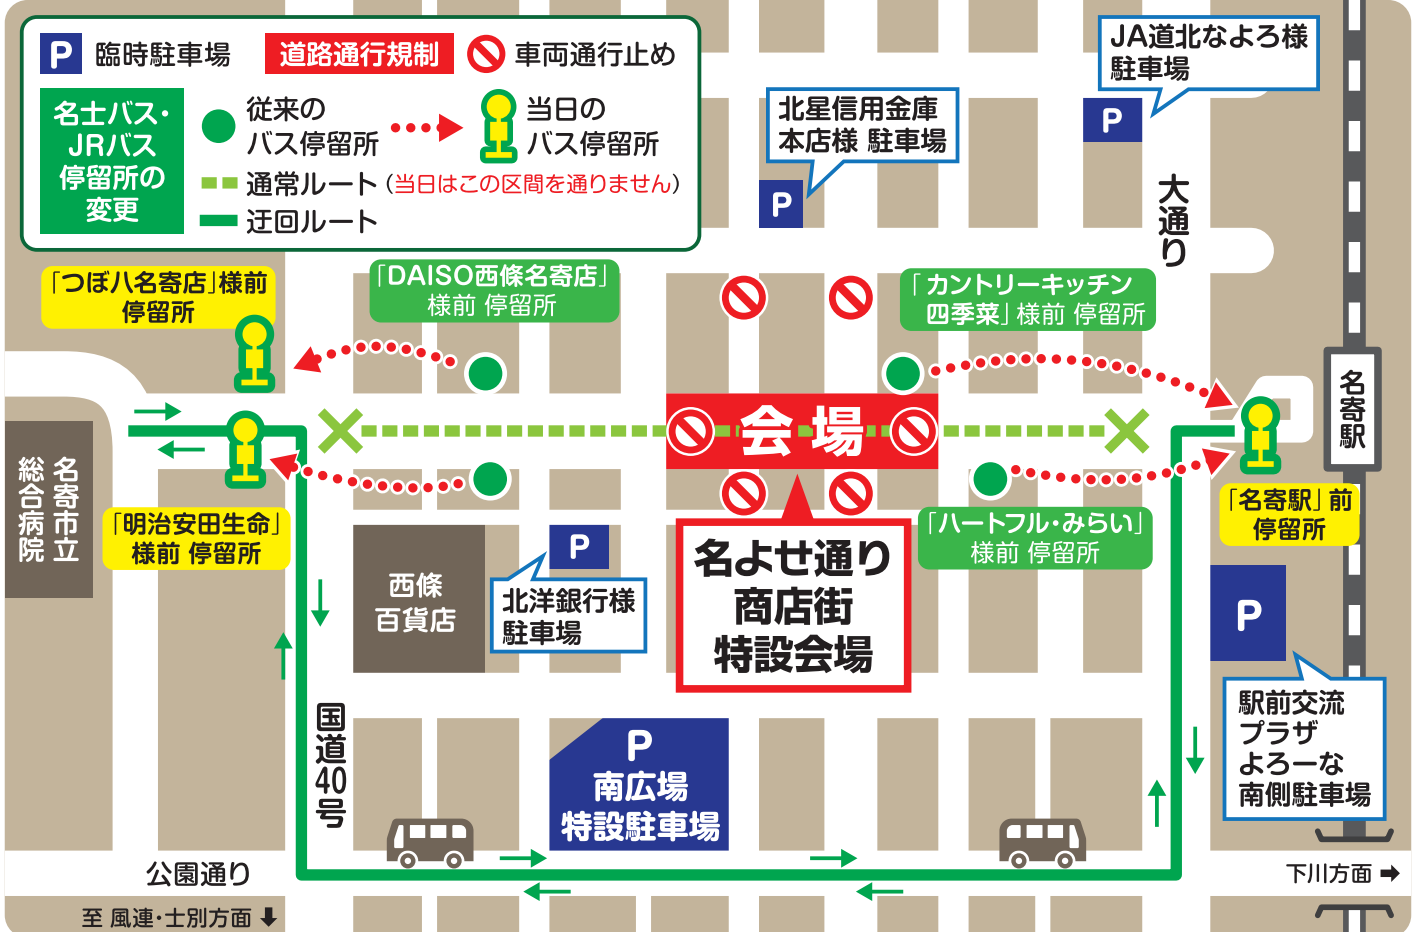 P 臨時駐車場 道路通行規制 車両通行止め
名士バス・
JRバス
停留所の
変更
従来の
バス停留所
当日の
バス停留所
通常ルート(当日はこの区間を通りません)
迂回ルート
JA道北なよろ様
駐車場
P
北星信用金庫
本店様 駐車場
P
大通り
「つぼ八名寄店」様前
停留所
「DAISO西條名寄店」
様前 停留所
「カントリーキッチン
四季菜」様前 停留所
名寄駅
会場
名寄市立
総合病院
「明治安田生命」
様前 停留所
西條
百貨店
P
北洋銀行様
駐車場
名よせ通り
商店街
特設会場
「ハートフル・みらい」
様前 停留所
「名寄駅」前
停留所
P
駅前交流
プラザ
よろーな
南側駐車場
国道40号
P
南広場
特設駐車場
公園通り
至 風連・士別方面
下川方面